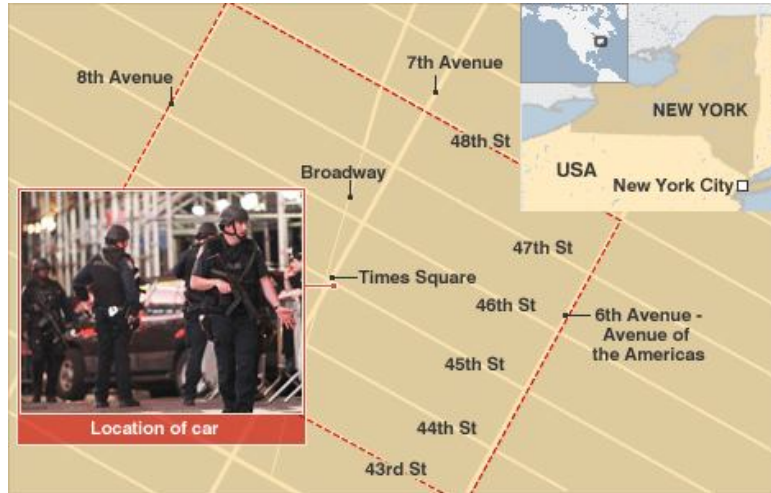 8th Avenue
7th Avenue
48th St
Broadway
NEW YORK
USA
New York City
47th St
Times Square
46th St
6th Avenue -
Avenue of
the Americas
45th St
44th St
43rd St
Location of car